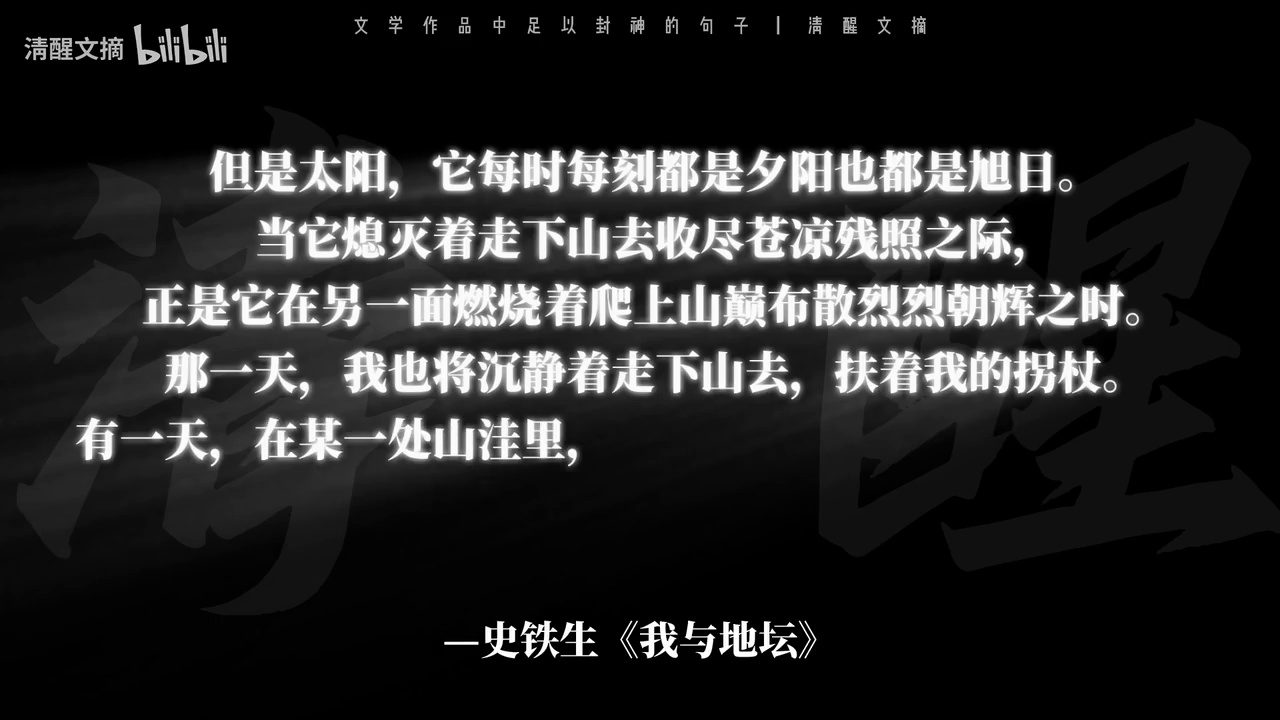 文学作品中足以封神的句子 | 清醒文摘
清醒文摘 bilibili
清醒
但是太阳，它每时每刻都是夕阳也都是旭日。
当它熄灭着走下山去收尽苍凉残照之际，
正是它在另一面燃烧着爬上山巅布散烈烈朝辉之时。
那一天，我也将沉静着走下山去，扶着我的拐杖。
有一天，在某一处山洼里，
—史铁生《我与地坛》